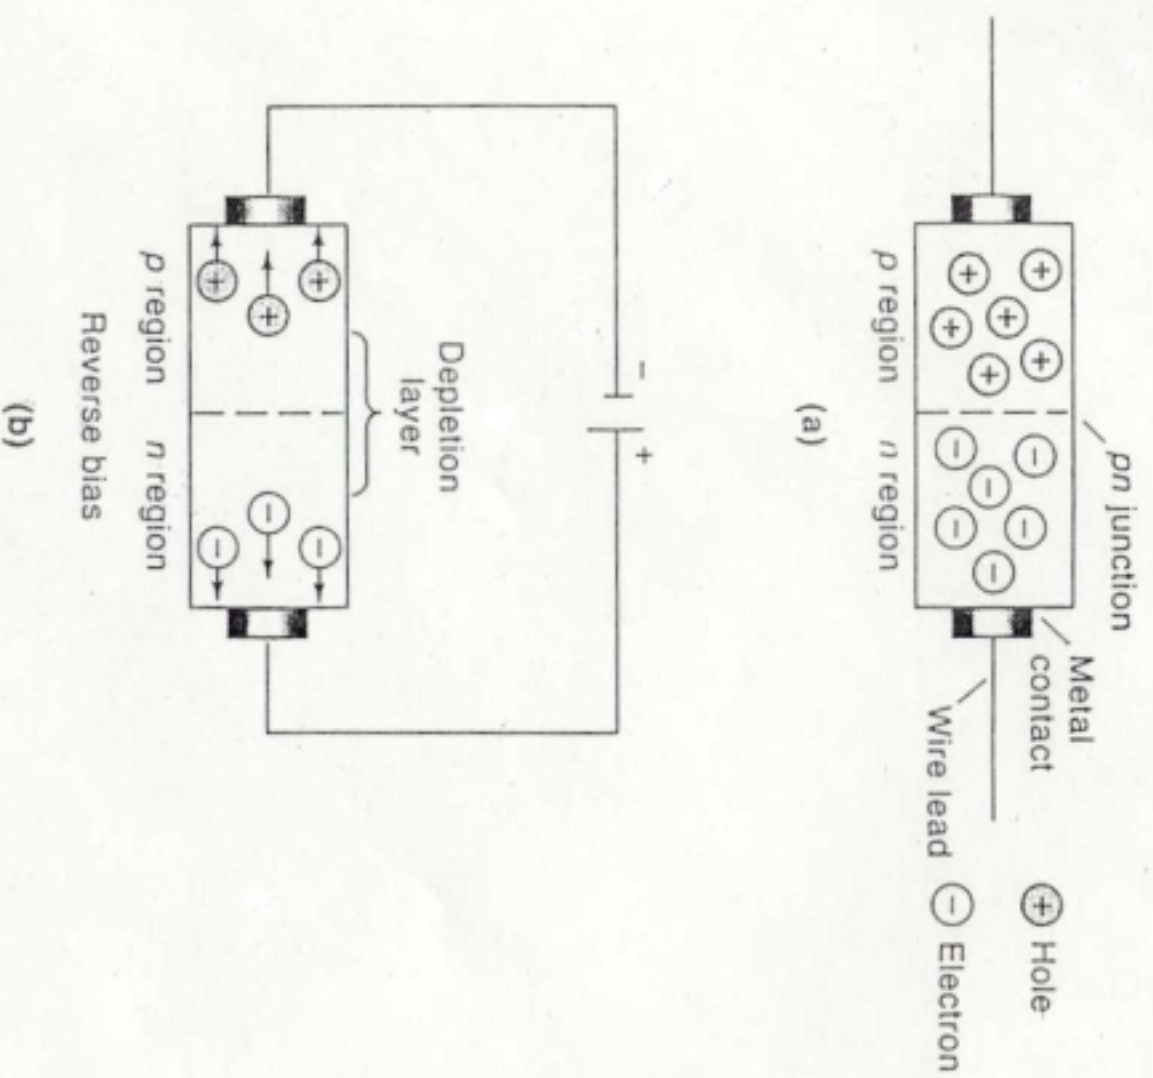 pn junction
Metal
contact
Wire lead
+ Hole
− Electron
+ + + + + +
− − − − − −
p region n region
(a)
− +
Depletion
layer
+ + +
− − −
p region n region
Reverse bias
(b)